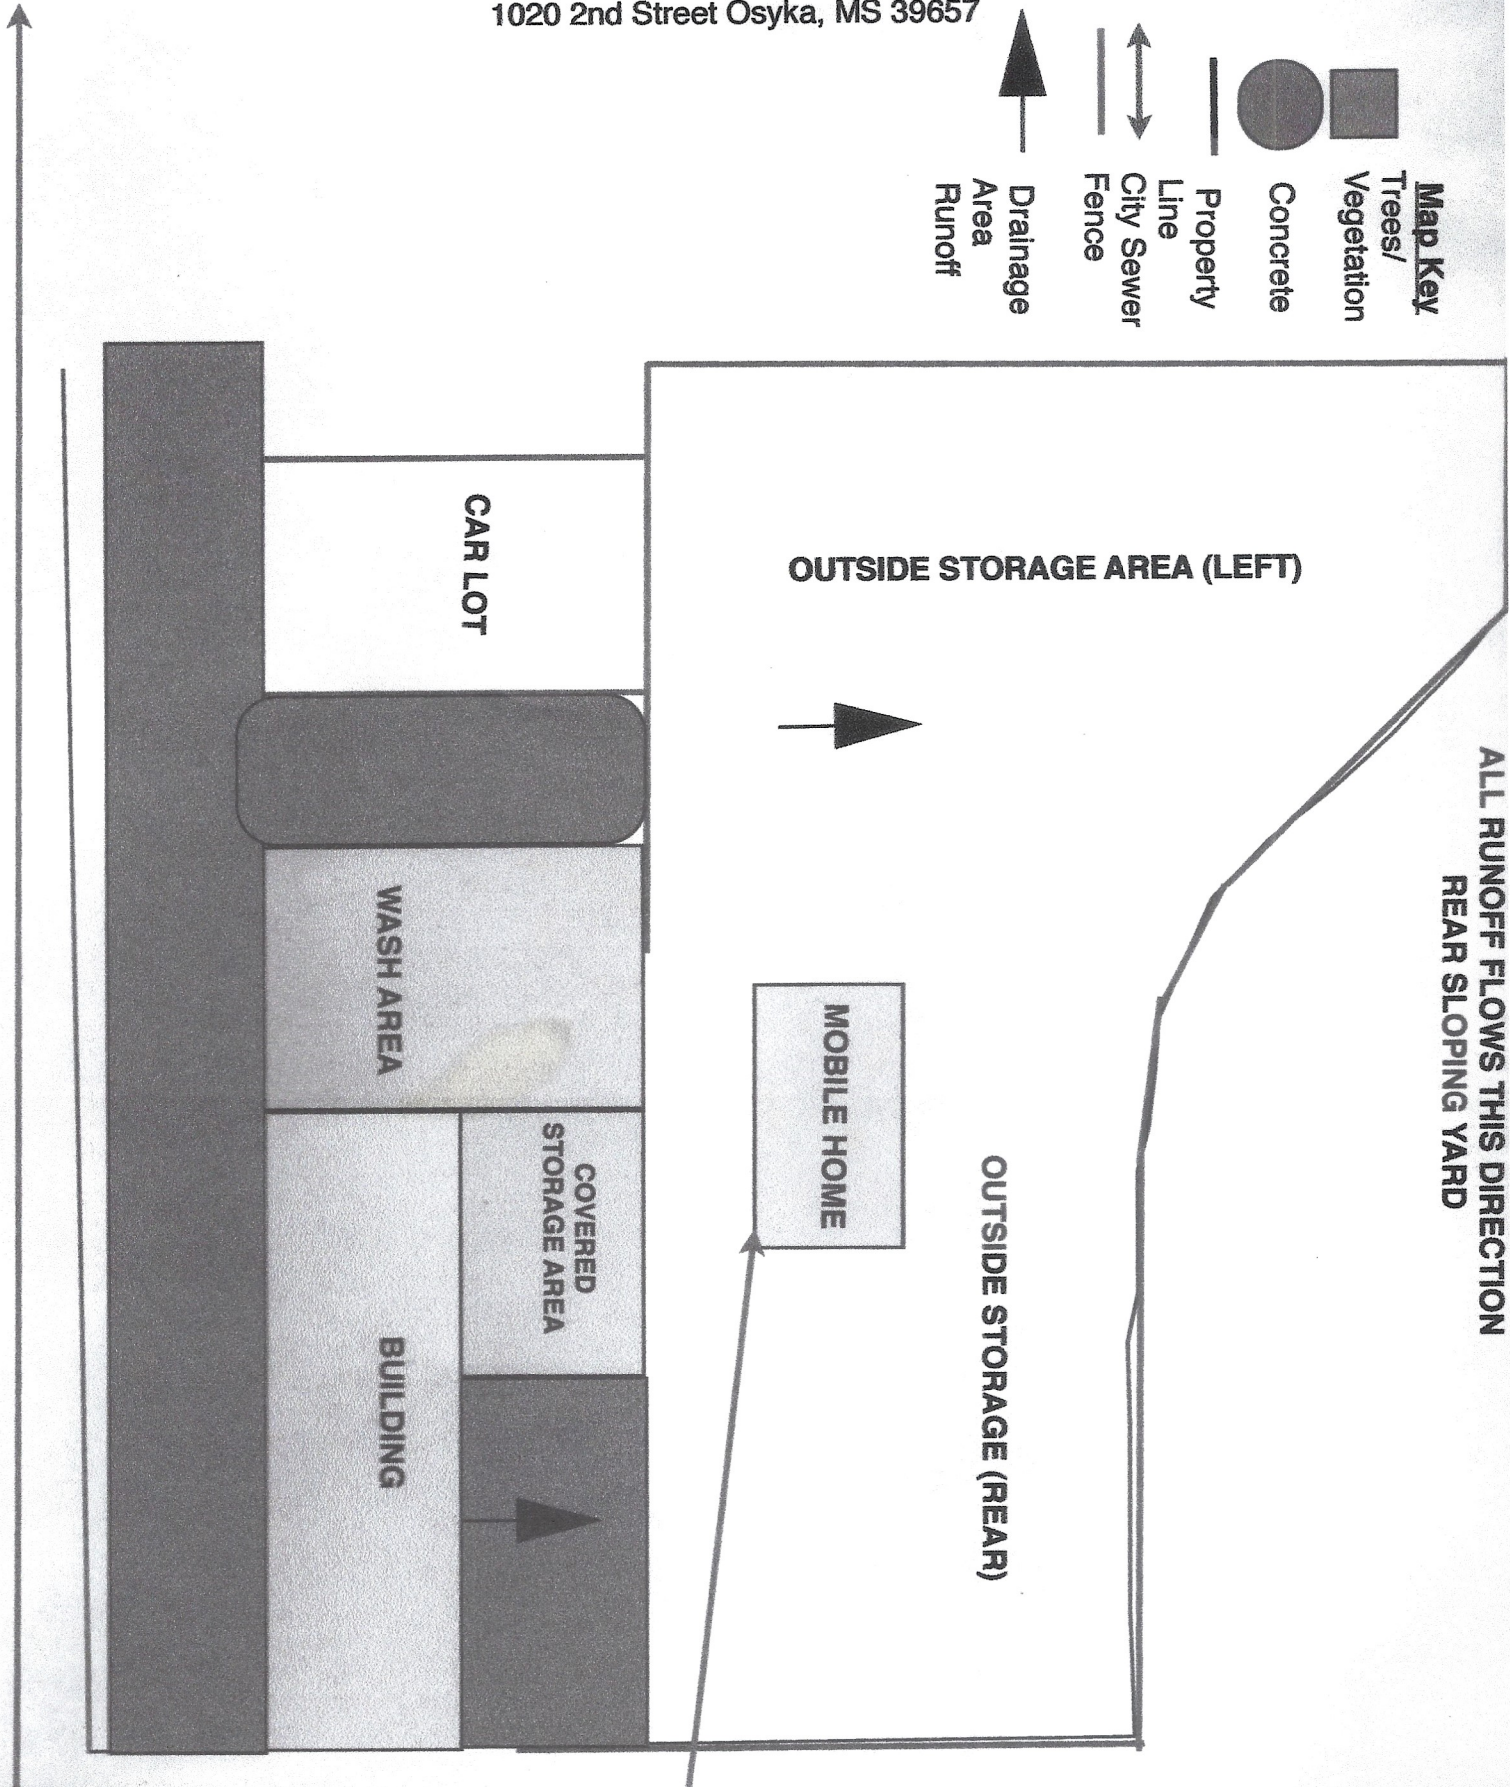 1020 2nd Street Osyka, MS 39657
Map Key
Trees/
Vegetation
Concrete
Property
Line
City Sewer
Fence
Drainage
Area
Runoff
ALL RUNOFF FLOWS THIS DIRECTION
REAR SLOPING YARD
OUTSIDE STORAGE AREA (LEFT)
OUTSIDE STORAGE (REAR)
MOBILE HOME
CAR LOT
WASH AREA
COVERED
STORAGE AREA
BUILDING